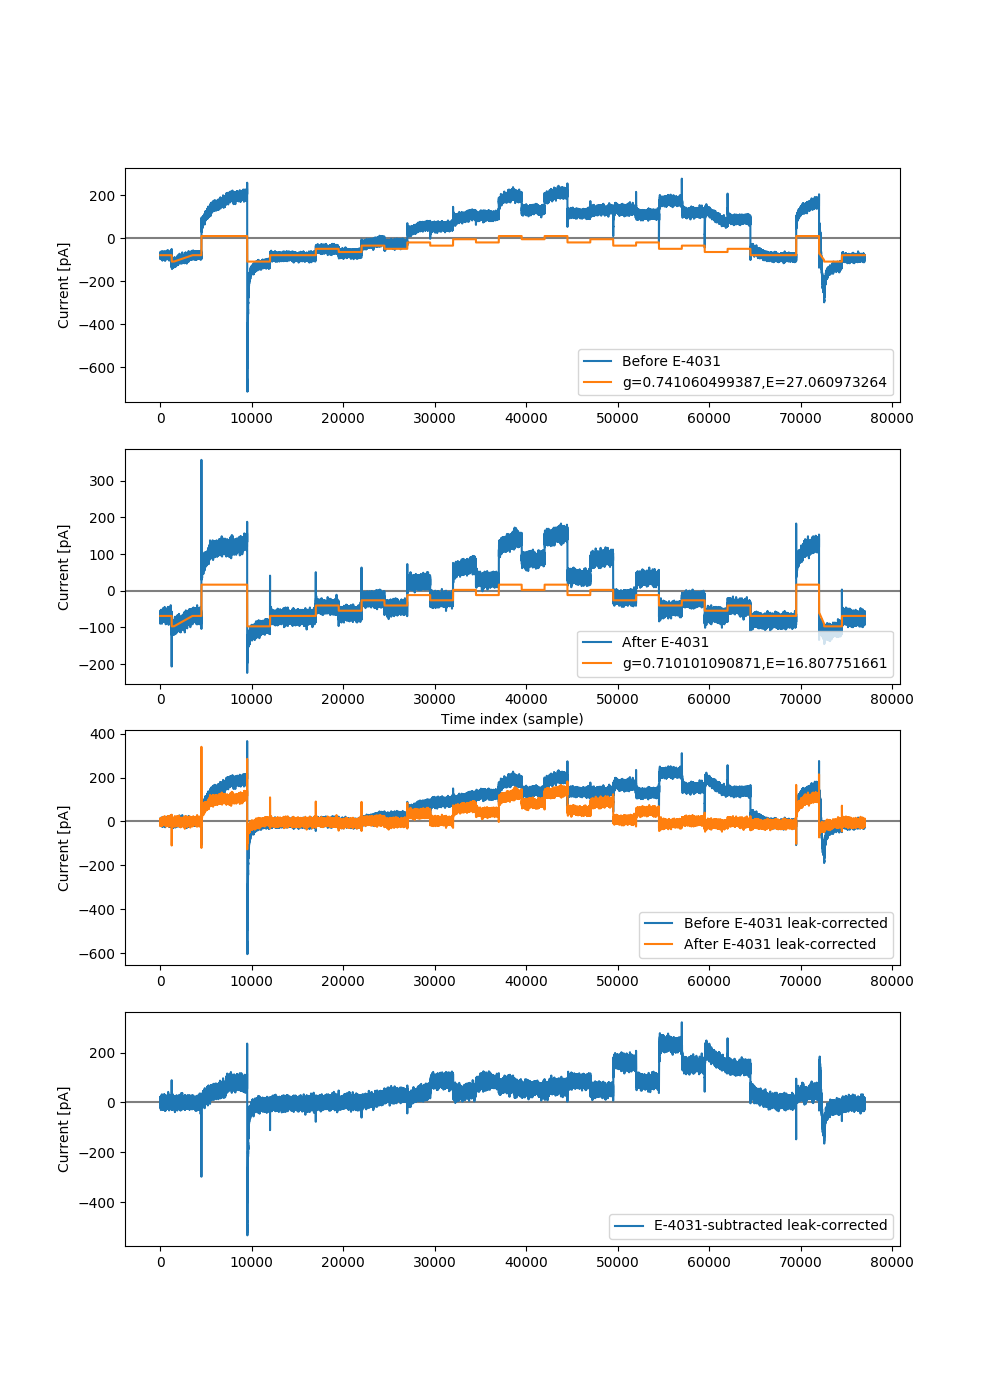 200
0
−200
−400
−600
Current [pA]
Before E-4031
g=0.741060499387,E=27.060973264
0 10000 20000 30000 40000 50000 60000 70000 80000
300
200
100
0
−100
−200
Current [pA]
After E-4031
g=0.710101090871,E=16.807751661
0 10000 20000 30000 40000 50000 60000 70000 80000
Time index (sample)
400
200
0
−200
−400
−600
Current [pA]
Before E-4031 leak-corrected
After E-4031 leak-corrected
0 10000 20000 30000 40000 50000 60000 70000 80000
200
0
−200
−400
Current [pA]
E-4031-subtracted leak-corrected
0 10000 20000 30000 40000 50000 60000 70000 80000